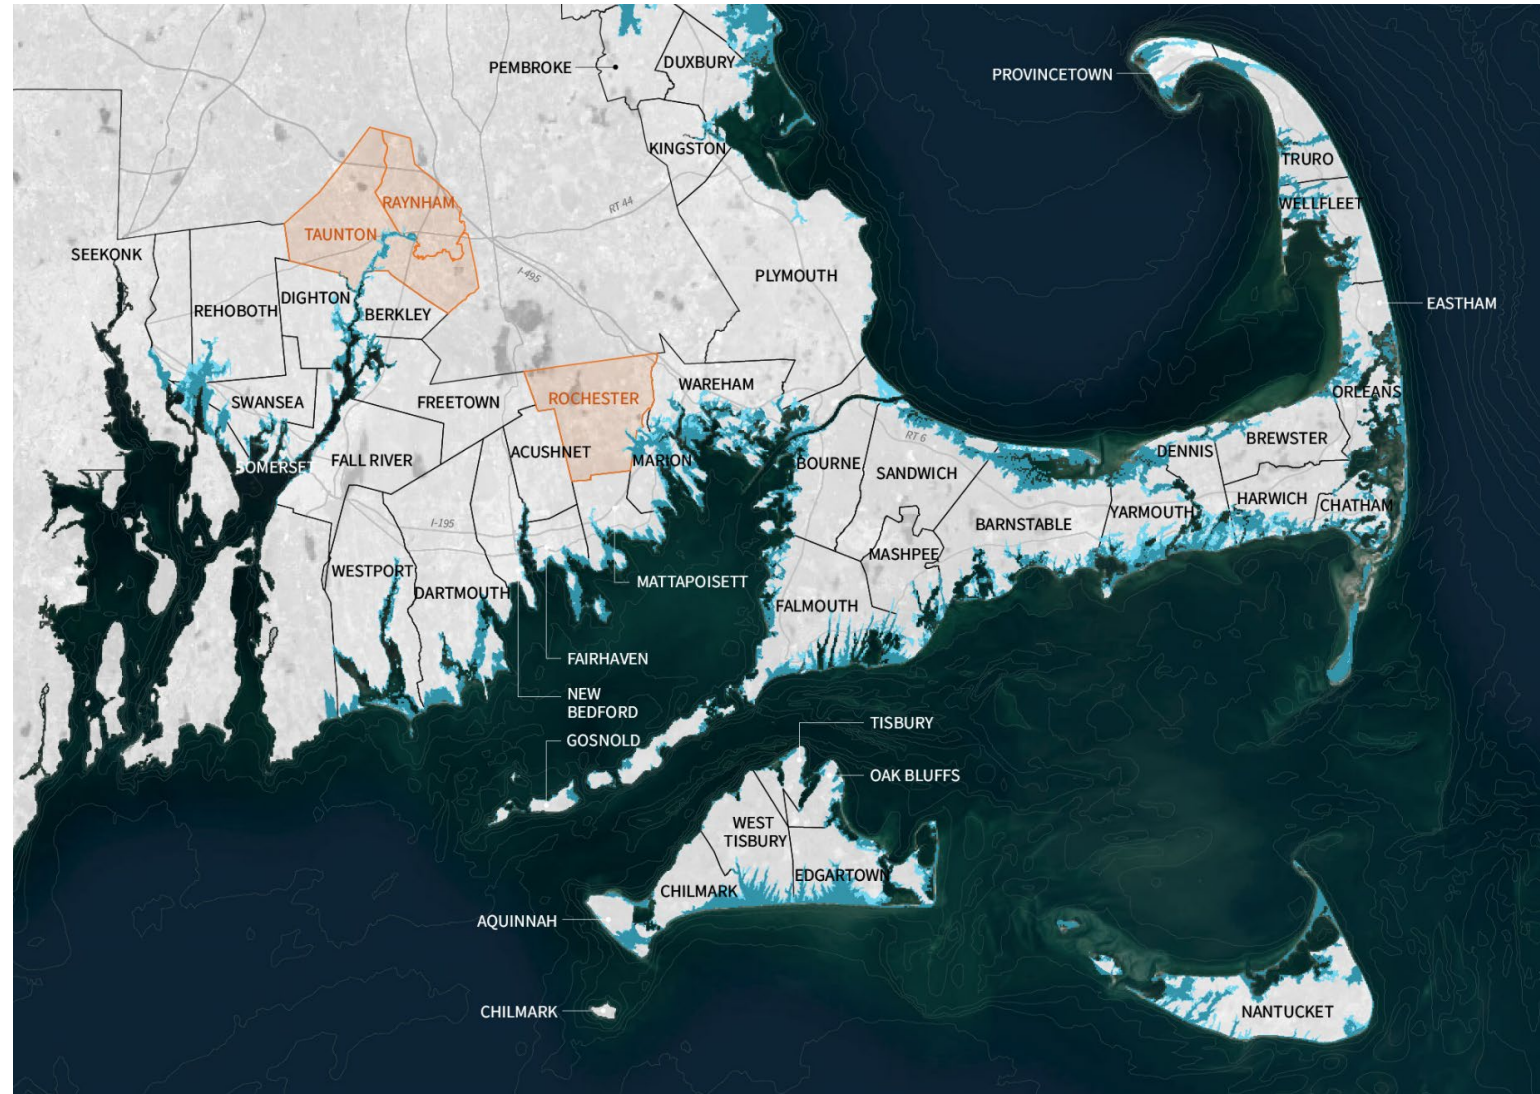 PEMBROKE
DUXBURY
PROVINCETOWN
KINGSTON
TRURO
RAYNHAM
RT 44
WELLFLEET
TAUNTON
SEEKONK
I-495
PLYMOUTH
DIGHTON
REHOBOTH
BERKLEY
EASTHAM
WAREHAM
ROCHESTER
ORLEANS
SWANSEA
FREETOWN
RT 6
BREWSTER
ACUSHNET
DENNIS
FALL RIVER
MARION
BOURNE
SOMERSET
SANDWICH
HARWICH
CHATHAM
YARMOUTH
I-195
BARNSTABLE
MASHPEE
WESTPORT
MATTAPOISETT
DARTMOUTH
FALMOUTH
FAIRHAVEN
NEW
BEDFORD
TISBURY
GOSNOLD
OAK BLUFFS
WEST
TISBURY
EDGARTOWN
CHILMARK
AQUINNAH
CHILMARK
NANTUCKET